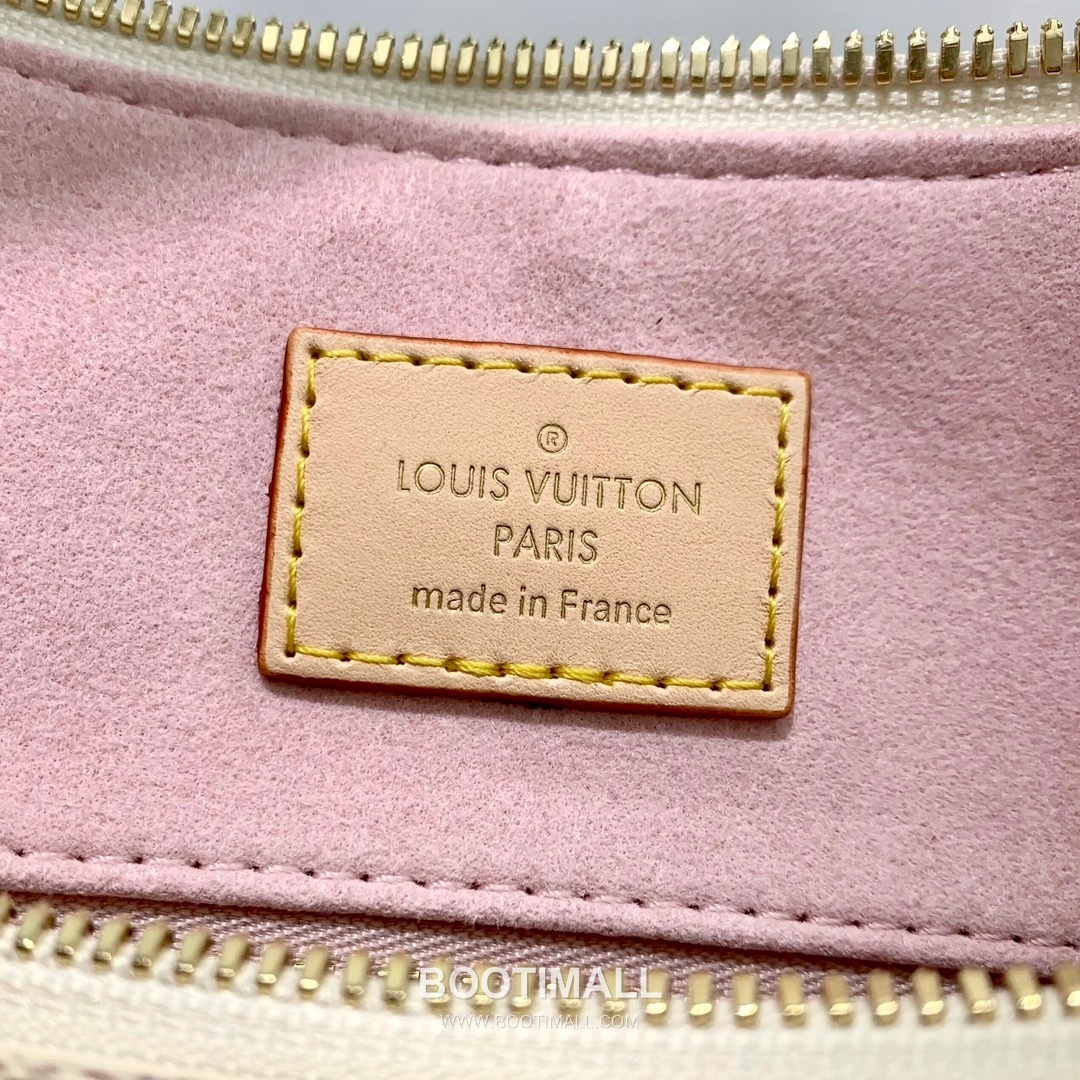 ®
LOUIS VUITTON
PARIS
made in France
BOOTIMALL
WWW.BOOTIMALL.COM